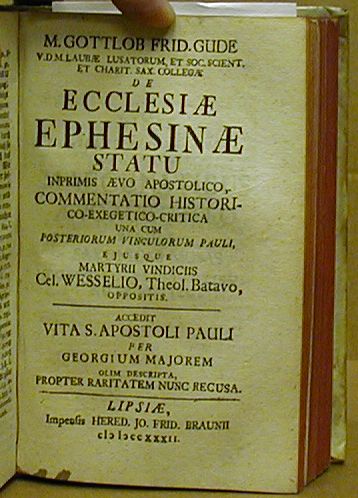 M. GOTTLOB FRID. GUDE
V. D. M. LAUBÆ LUSATORUM, ET SOC. SCIENT.
ET CHARIT. SAX. COLLEGÆ
DE
ECCLESIÆ
EPHESINÆ
STATU
INPRIMIS ÆVO APOSTOLICO,
COMMENTATIO HISTORI-
CO-EXEGETICO-CRITICA
UNA CUM
POSTERIORUM VINCULORUM PAULI,
EJUSQUE
MARTYRII VINDICIIS
Cel. WESSELIO, Theol. Batavo,
OPPOSITIS.
ACCEDIT
VITA S. APOSTOLI PAULI
PER
GEORGIUM MAJOREM
OLIM DESCRIPTA,
PROPTER RARITATEM NUNC RECUSA.
LIPSIÆ,
Impensis HERED. JO. FRID. BRAUNII
cIɔ Iɔcc XXXII.